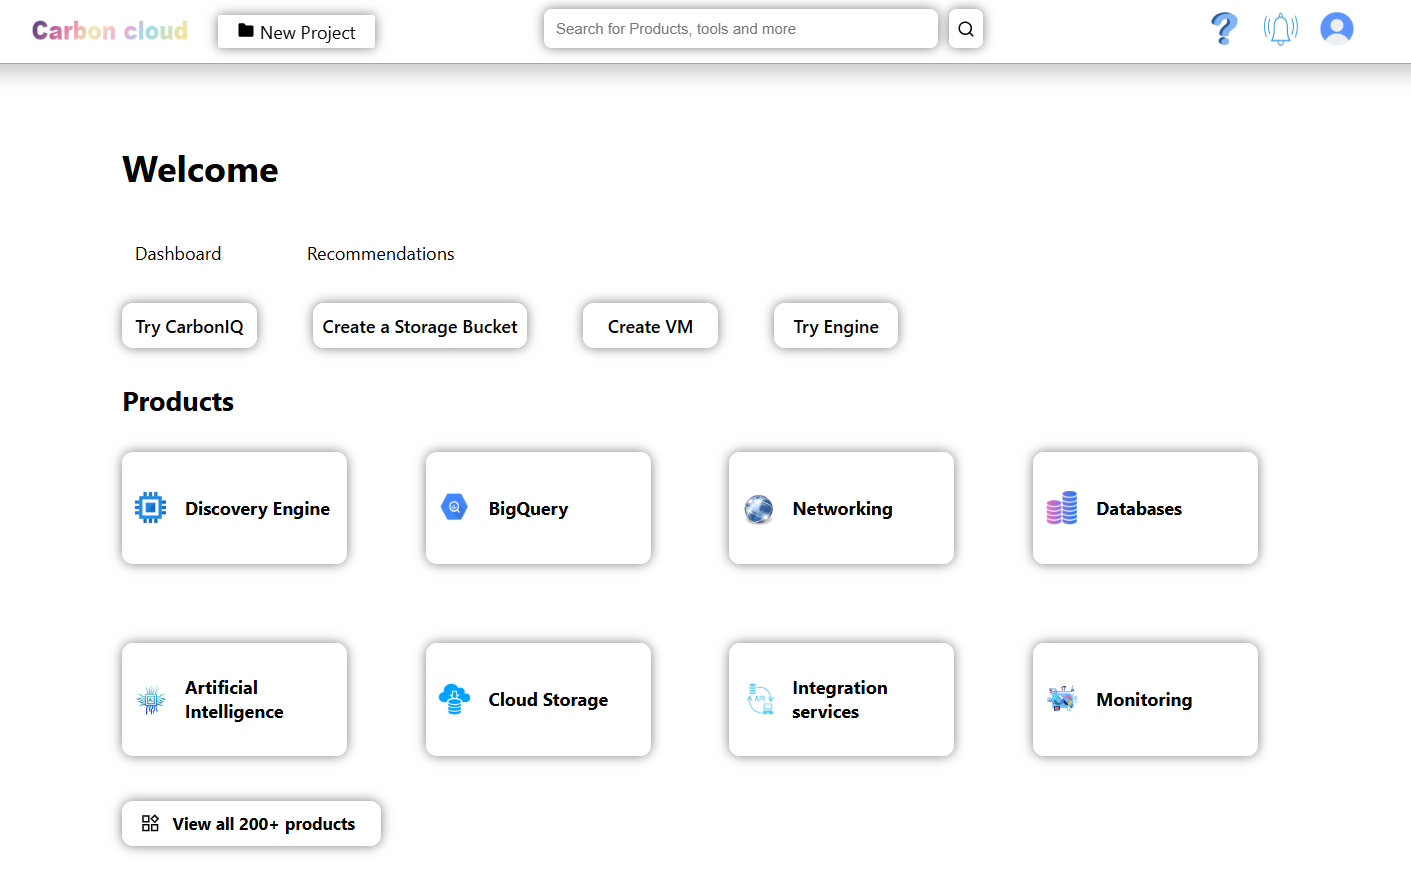 Carbon cloud
New Project
Search for Products, tools and more
Welcome
Dashboard
Recommendations
Try CarbonIQ
Create a Storage Bucket
Create VM
Try Engine
Products
Discovery Engine
BigQuery
Networking
Databases
Artificial
Intelligence
Cloud Storage
API
Integration
services
Monitoring
View all 200+ products